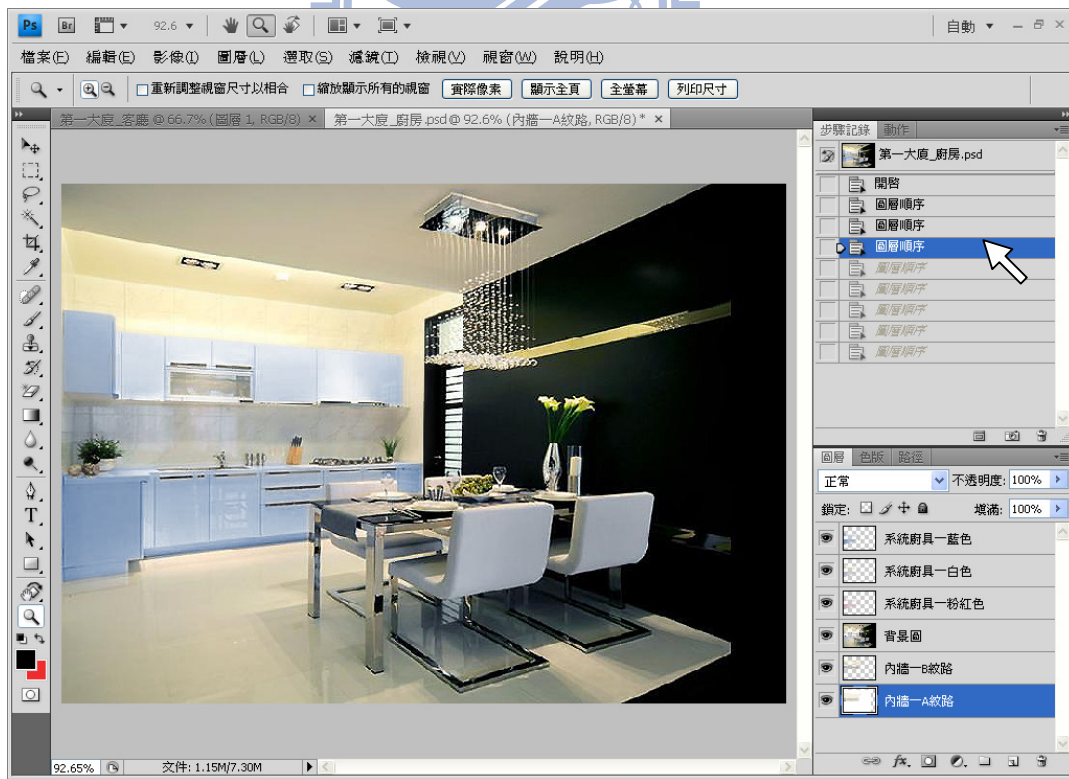 Ps Br 92.6 自動
檔案(F) 編輯(E) 影像(I) 圖層(L) 選取(S) 濾鏡(T) 檢視(V) 視窗(W) 說明(H)
重新調整視窗尺寸以相合 縮放顯示所有的視窗 實際像素 顯示全頁 全螢幕 列印尺寸
第一大廈_客廳 @ 66.7% (圖層 1, RGB/8) × 第一大廈_廚房.psd @ 92.6% (內牆—A紋路, RGB/8) * ×
步驟記錄 動作
第一大廈_廚房.psd
開啓
圖層順序
圖層順序
圖層順序
圖層順序
圖層順序
圖層順序
圖層順序
圖層順序
圖層 色版 路徑
正常 不透明度: 100%
鎖定: 填滿: 100%
系統廚具—藍色
系統廚具—白色
系統廚具—粉紅色
背景圖
內牆—B紋路
內牆—A紋路
92.65% 文件: 1.15M/7.30M